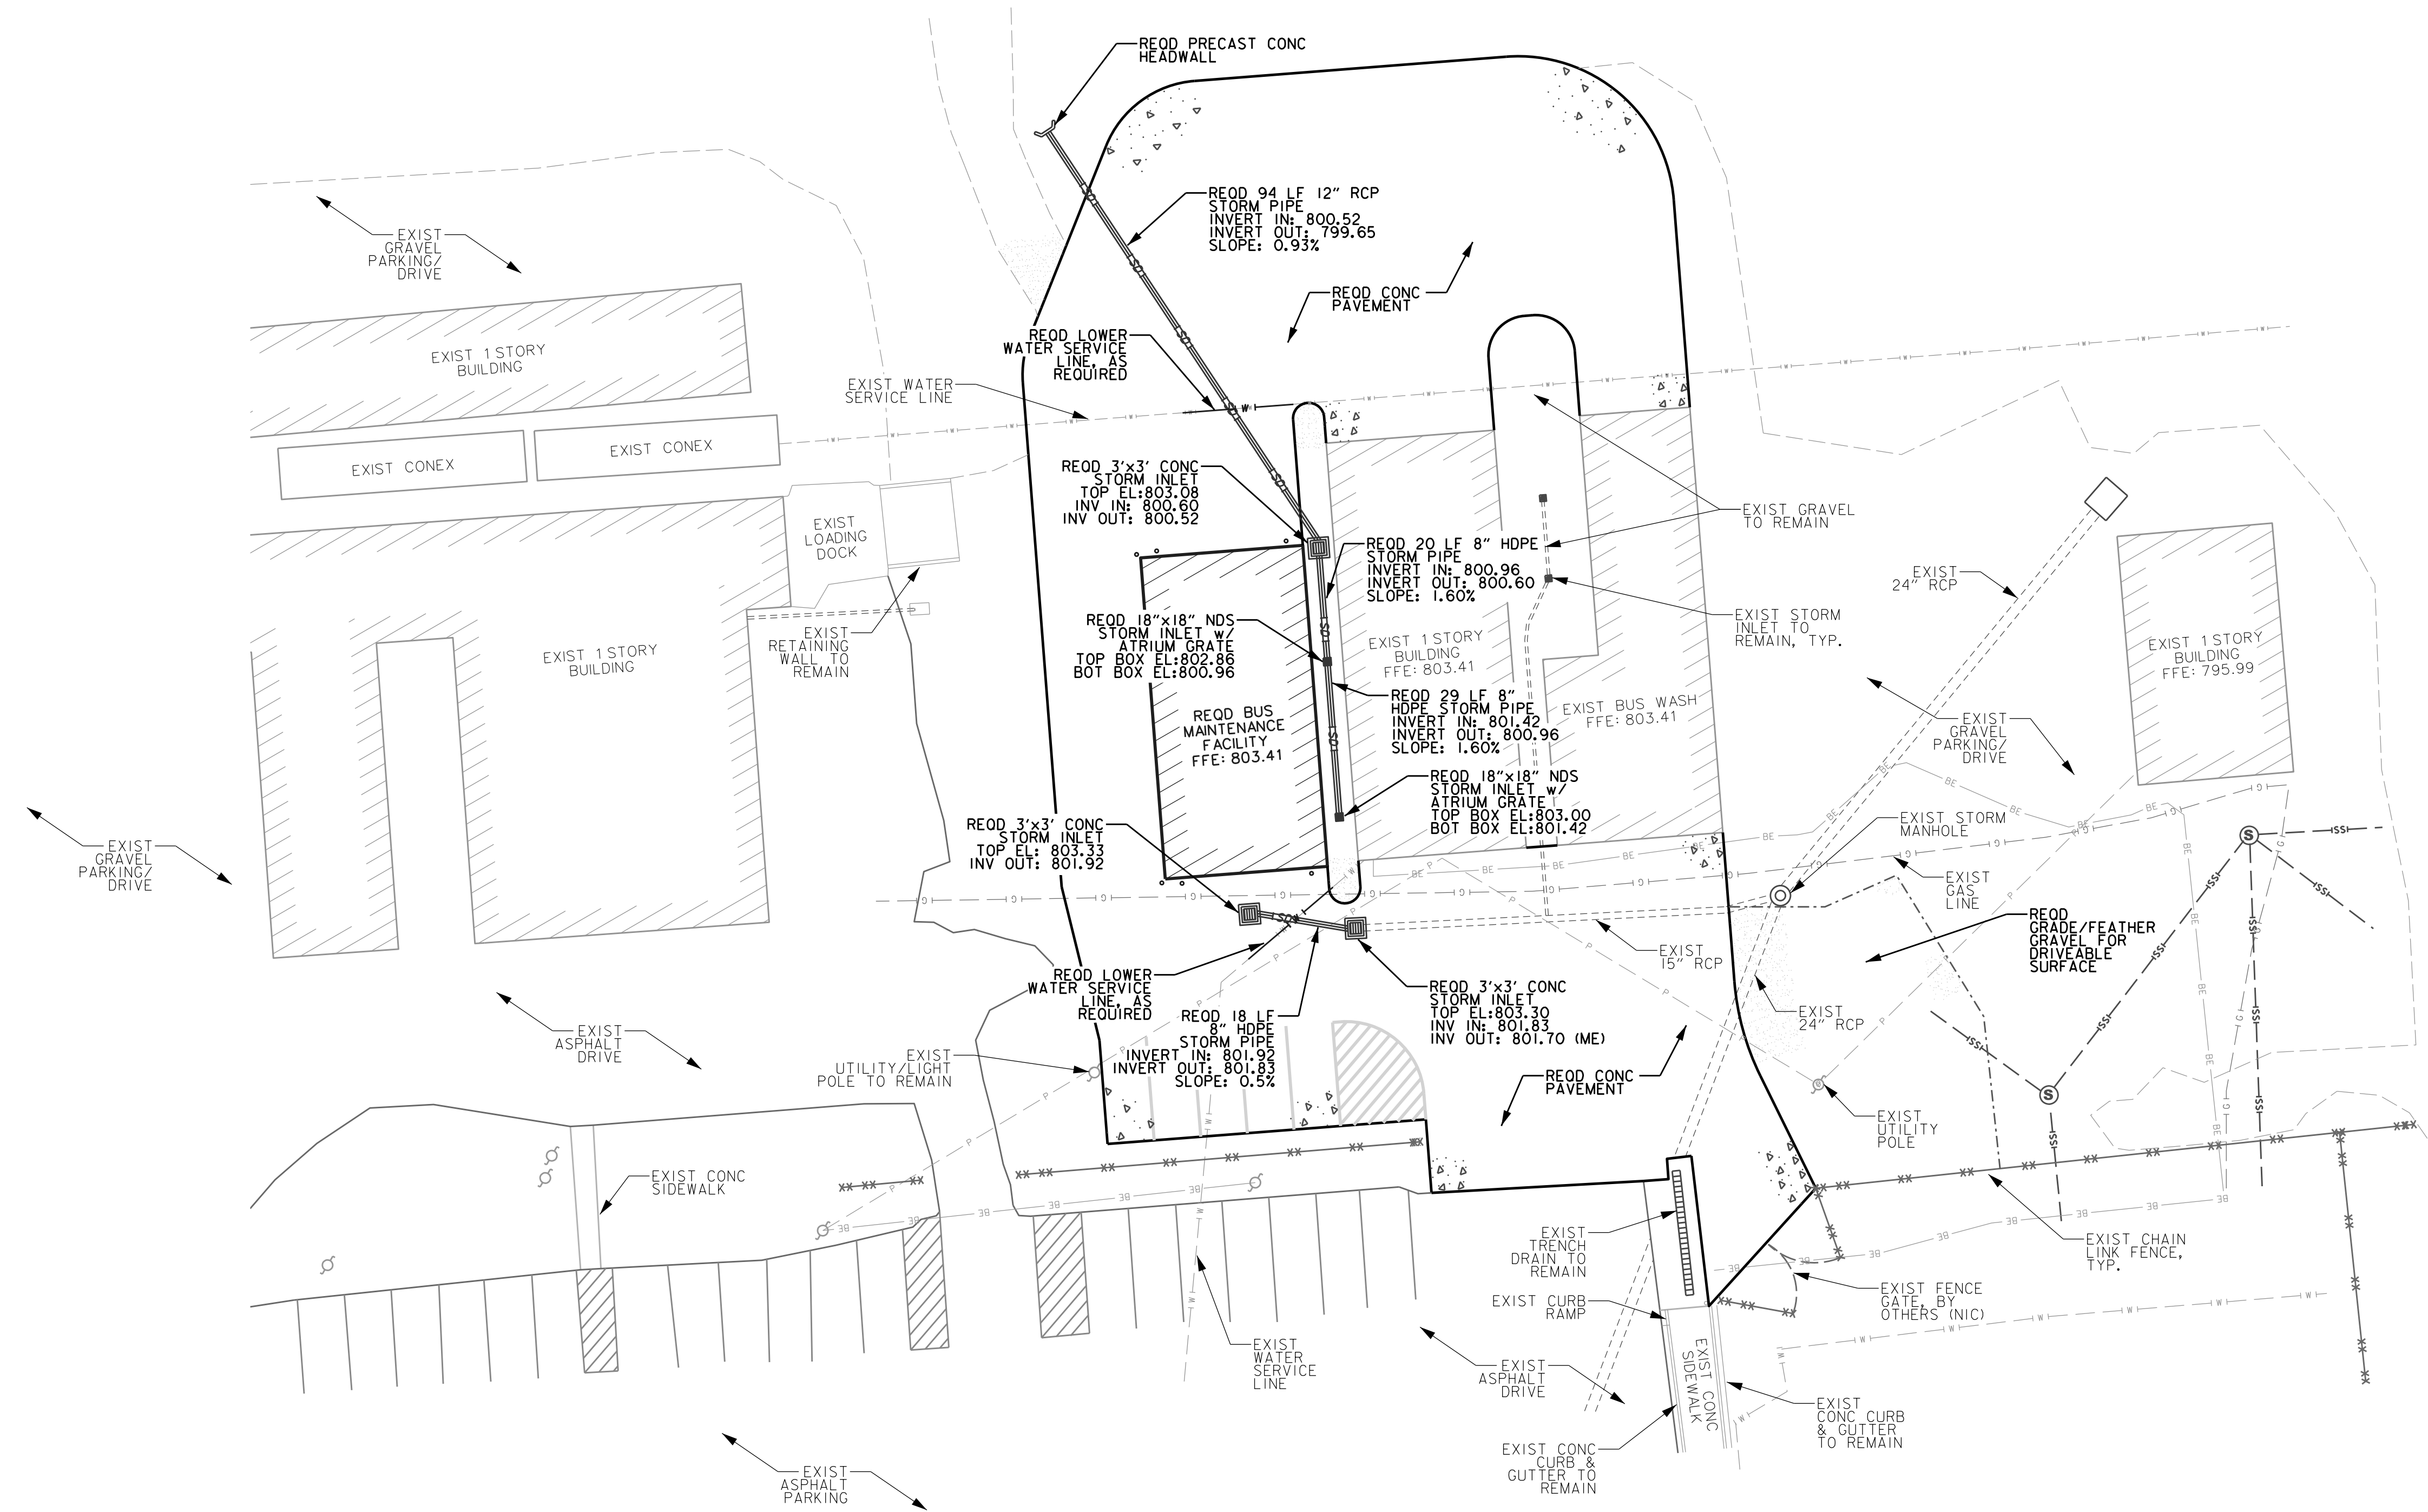 REQD PRECAST CONC
HEADWALL
REQD 94 LF 12" RCP
STORM PIPE
INVERT IN: 800.52
INVERT OUT: 799.65
SLOPE: 0.93%
EXIST
GRAVEL
PARKING/
DRIVE
REQD CONC
PAVEMENT
REQD LOWER
WATER SERVICE
LINE, AS
REQUIRED
EXIST 1 STORY
BUILDING
EXIST WATER
SERVICE LINE
EXIST CONEX
EXIST CONEX
REQD 3'x3' CONC
STORM INLET
TOP EL:803.08
INV IN: 800.60
INV OUT: 800.52
EXIST
LOADING
DOCK
EXIST GRAVEL
TO REMAIN
REQD 20 LF 8" HDPE
STORM PIPE
INVERT IN: 800.96
INVERT OUT: 800.60
SLOPE: 1.60%
EXIST
24" RCP
REQD 18"x18" NDS
STORM INLET w/
ATRIUM GRATE
TOP BOX EL:802.86
BOT BOX EL:800.96
EXIST STORM
INLET TO
REMAIN, TYP.
EXIST
RETAINING
WALL TO
REMAIN
EXIST 1 STORY
BUILDING
EXIST 1 STORY
BUILDING
FFE: 803.41
EXIST 1 STORY
BUILDING
FFE: 795.99
REQD 29 LF 8"
HDPE STORM PIPE
INVERT IN: 801.42
INVERT OUT: 800.96
SLOPE: 1.60%
EXIST BUS WASH
FFE: 803.41
REQD BUS
MAINTENANCE
FACILITY
FFE: 803.41
EXIST
GRAVEL
PARKING/
DRIVE
REQD 18"x18" NDS
STORM INLET w/
ATRIUM GRATE
TOP BOX EL:803.00
BOT BOX EL:801.42
REQD 3'x3' CONC
STORM INLET
TOP EL: 803.33
INV OUT: 801.92
EXIST STORM
MANHOLE
EXIST
GRAVEL
PARKING/
DRIVE
EXIST
GAS
LINE
REQD
GRADE/FEATHER
GRAVEL FOR
DRIVEABLE
SURFACE
EXIST
15" RCP
REQD LOWER
WATER SERVICE
LINE, AS
REQUIRED
REQD 3'x3' CONC
STORM INLET
TOP EL:803.30
INV IN: 801.83
INV OUT: 801.70 (ME)
EXIST
24" RCP
REQD 18 LF
8" HDPE
STORM PIPE
INVERT IN: 801.92
INVERT OUT: 801.83
SLOPE: 0.5%
EXIST
ASPHALT
DRIVE
EXIST
UTILITY/LIGHT
POLE TO REMAIN
REQD CONC
PAVEMENT
EXIST
UTILITY
POLE
EXIST CONC
SIDEWALK
EXIST
TRENCH
DRAIN TO
REMAIN
EXIST CHAIN
LINK FENCE,
TYP.
EXIST CURB
RAMP
EXIST FENCE
GATE, BY
OTHERS (NIC)
EXIST
WATER
SERVICE
LINE
EXIST CONC
SIDEWALK
EXIST
ASPHALT
DRIVE
EXIST
CONC CURB
& GUTTER
TO REMAIN
EXIST CONC
CURB &
GUTTER TO
REMAIN
EXIST
ASPHALT
PARKING